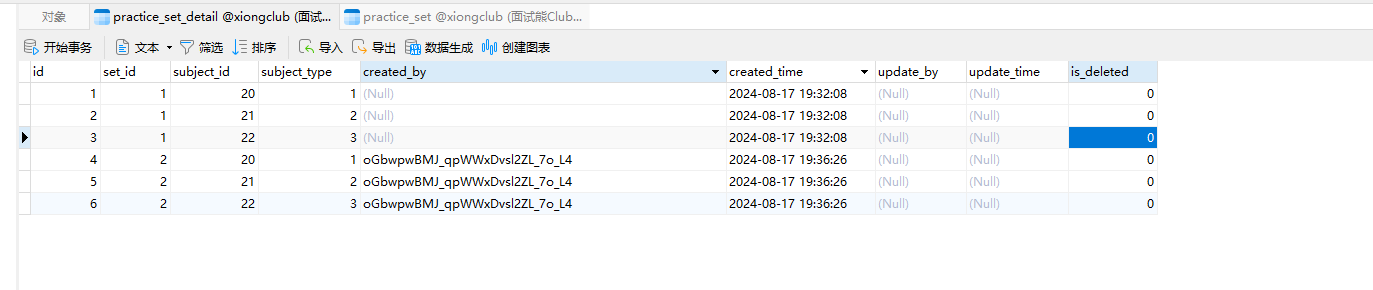 对象 practice_set_detail @xiongclub (面试... practice_set @xiongclub (面试熊Club...
开始事务 文本 筛选 排序 导入 导出 数据生成 创建图表
id set_id subject_id subject_type created_by created_time update_by update_time is_deleted
1 1 20 1 (Null) 2024-08-17 19:32:08 (Null) (Null) 0
2 1 21 2 (Null) 2024-08-17 19:32:08 (Null) (Null) 0
3 1 22 3 (Null) 2024-08-17 19:32:08 (Null) (Null) 0
4 2 20 1 oGbwpwBMJ_qpWWxDvsl2ZL_7o_L4 2024-08-17 19:36:26 (Null) (Null) 0
5 2 21 2 oGbwpwBMJ_qpWWxDvsl2ZL_7o_L4 2024-08-17 19:36:26 (Null) (Null) 0
6 2 22 3 oGbwpwBMJ_qpWWxDvsl2ZL_7o_L4 2024-08-17 19:36:26 (Null) (Null) 0